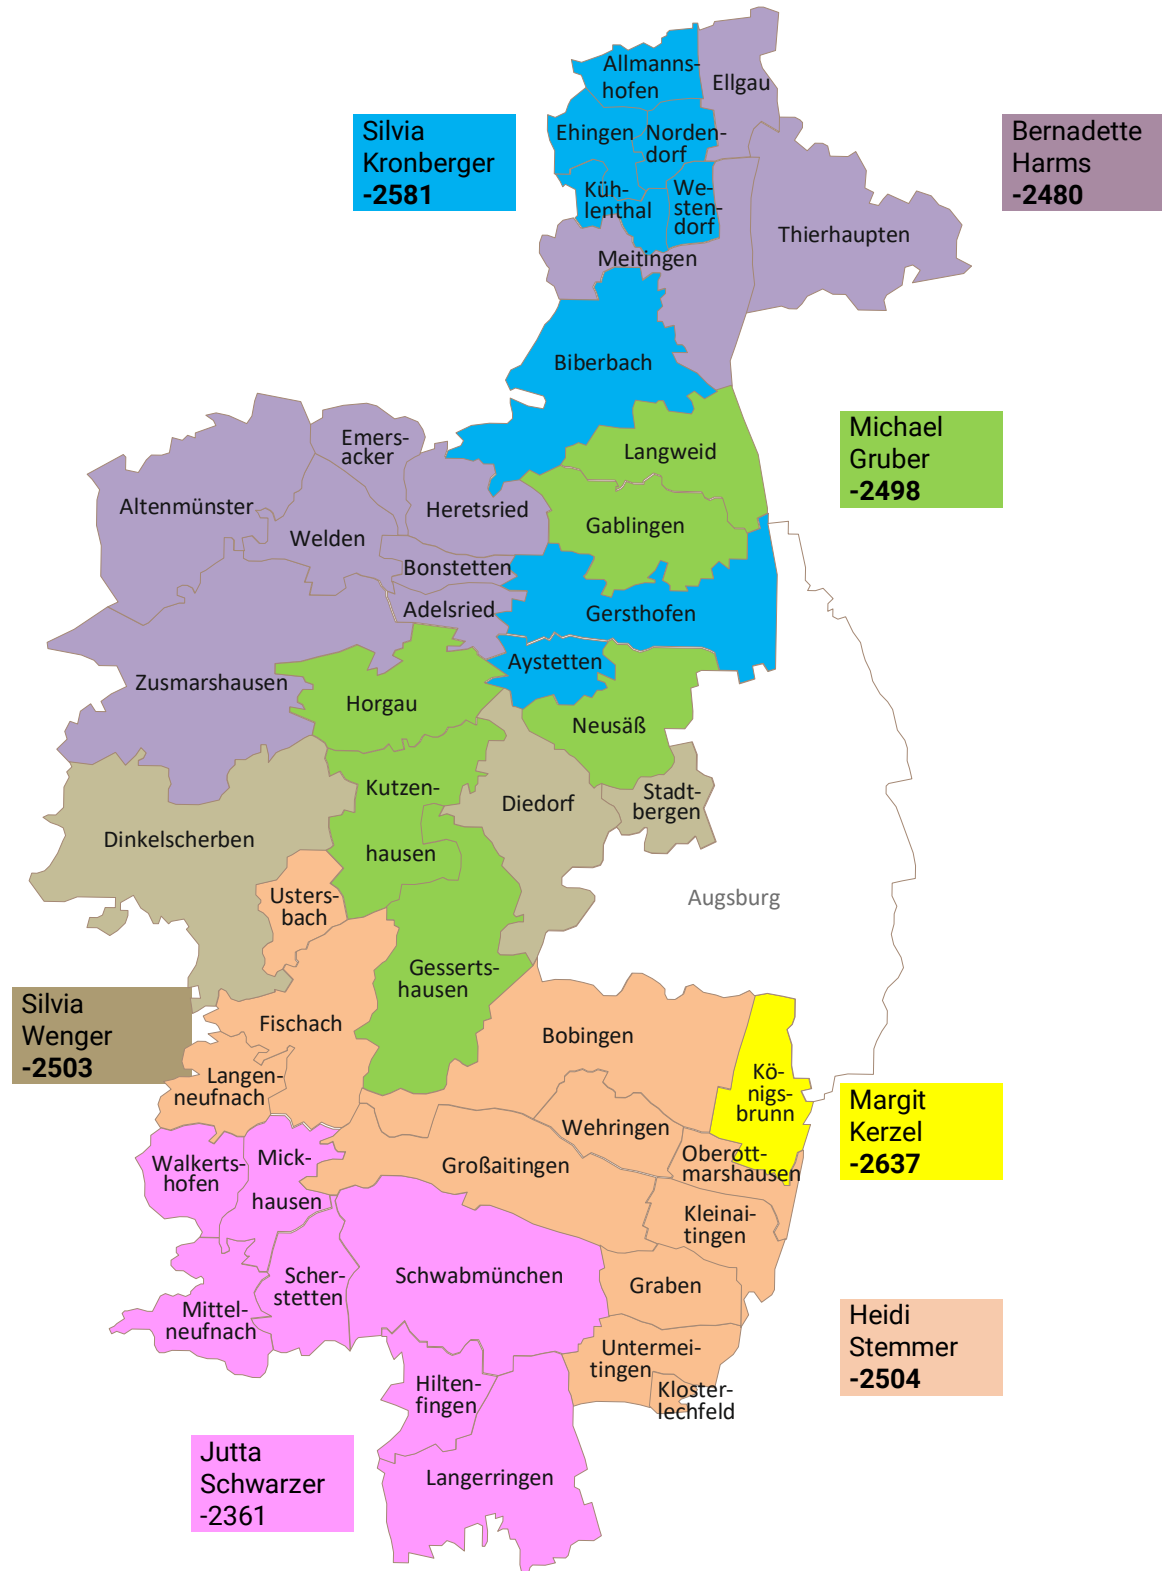 Allmanns-
hofen
Ellgau
Silvia
Kronberger
-2581
Ehingen
Norden-
dorf
Bernadette
Harms
-2480
Küh-
lenthal
We-
sten-
dorf
Thierhaupten
Meitingen
Biberbach
Michael
Gruber
-2498
Emers-
acker
Langweid
Altenmünster
Heretsried
Gablingen
Welden
Bonstetten
Adelsried
Gersthofen
Aystetten
Zusmarshausen
Horgau
Neusäß
Kutzen-
hausen
Diedorf
Stadt-
bergen
Dinkelscherben
Usters-
bach
Augsburg
Gesserts-
hausen
Silvia
Wenger
-2503
Fischach
Bobingen
Langen-
neufnach
Kö-
nigs-
brunn
Margit
Kerzel
-2637
Wehringen
Walkerts-
hofen
Mick-
hausen
Großaitingen
Oberott-
marshausen
Kleinai-
tingen
Scher-
stetten
Schwabmünchen
Graben
Mittel-
neufnach
Heidi
Stemmer
-2504
Untermei-
tingen
Hilten-
fingen
Kloster-
lechfeld
Jutta
Schwarzer
-2361
Langerringen